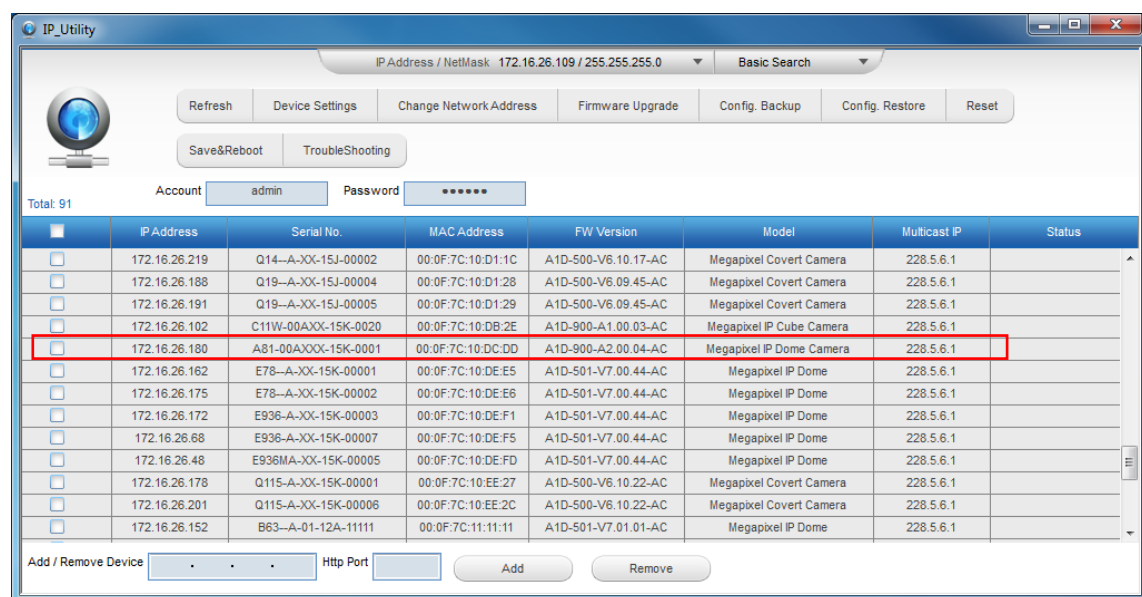 IP_Utility
IP Address / NetMask 172.16.26.109 / 255.255.255.0 Basic Search
Refresh Device Settings Change Network Address Firmware Upgrade Config. Backup Config. Restore Reset
Save&Reboot TroubleShooting
Account admin Password ●●●●●●
Total: 91
IP Address Serial No. MAC Address FW Version Model Multicast IP Status
172.16.26.219 Q14--A-XX-15J-00002 00:0F:7C:10:D1:1C A1D-500-V6.10.17-AC Megapixel Covert Camera 228.5.6.1
172.16.26.188 Q19--A-XX-15J-00004 00:0F:7C:10:D1:28 A1D-500-V6.09.45-AC Megapixel Covert Camera 228.5.6.1
172.16.26.191 Q19--A-XX-15J-00005 00:0F:7C:10:D1:29 A1D-500-V6.09.45-AC Megapixel Covert Camera 228.5.6.1
172.16.26.102 C11W-00AXX-15K-0020 00:0F:7C:10:DB:2E A1D-900-A1.00.03-AC Megapixel IP Cube Camera 228.5.6.1
172.16.26.180 A81-00AXXX-15K-0001 00:0F:7C:10:DC:DD A1D-900-A2.00.04-AC Megapixel IP Dome Camera 228.5.6.1
172.16.26.162 E78--A-XX-15K-00001 00:0F:7C:10:DE:E5 A1D-501-V7.00.44-AC Megapixel IP Dome 228.5.6.1
172.16.26.175 E78--A-XX-15K-00002 00:0F:7C:10:DE:E6 A1D-501-V7.00.44-AC Megapixel IP Dome 228.5.6.1
172.16.26.172 E936-A-XX-15K-00003 00:0F:7C:10:DE:F1 A1D-501-V7.00.44-AC Megapixel IP Dome 228.5.6.1
172.16.26.68 E936-A-XX-15K-00007 00:0F:7C:10:DE:F5 A1D-501-V7.00.44-AC Megapixel IP Dome 228.5.6.1
172.16.26.48 E936MA-XX-15K-00005 00:0F:7C:10:DE:FD A1D-501-V7.00.44-AC Megapixel IP Dome 228.5.6.1
172.16.26.178 Q115-A-XX-15K-00001 00:0F:7C:10:EE:27 A1D-500-V6.10.22-AC Megapixel Covert Camera 228.5.6.1
172.16.26.201 Q115-A-XX-15K-00006 00:0F:7C:10:EE:2C A1D-500-V6.10.22-AC Megapixel Covert Camera 228.5.6.1
172.16.26.152 B63--A-01-12A-11111 00:0F:7C:11:11:11 A1D-501-V7.01.01-AC Megapixel IP Dome 228.5.6.1
Add / Remove Device . . . Http Port Add Remove